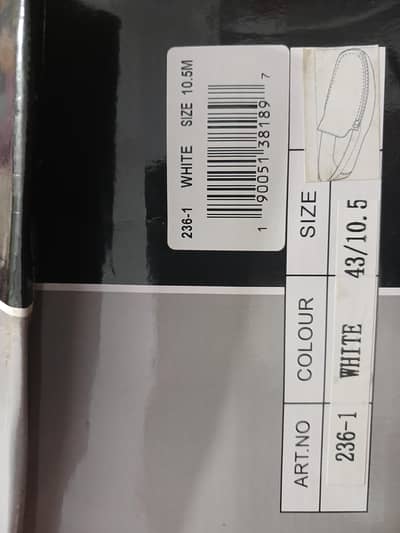 236-1 WHITE SIZE 10.5M
1 90051 38189 7
ART.NO COLOUR SIZE
236-1 WHITE 43/10.5